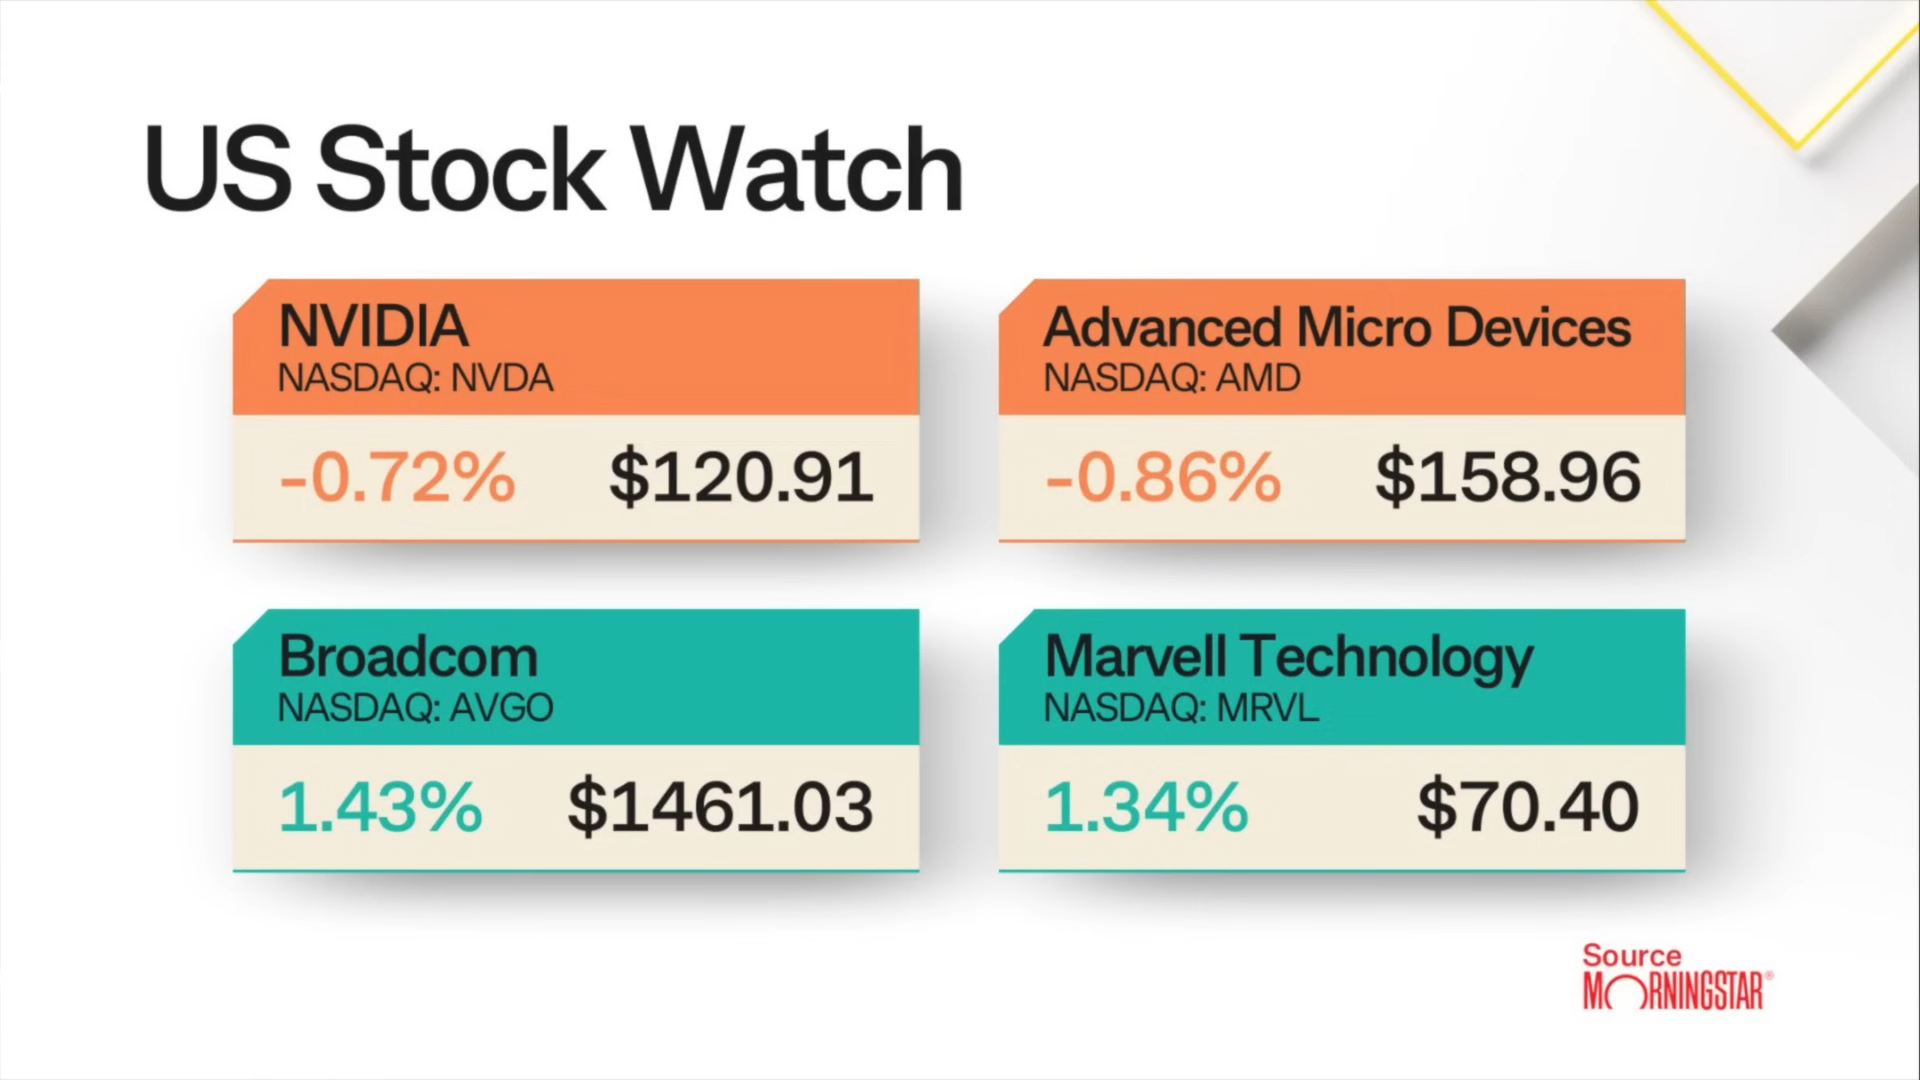 US Stock Watch
NVIDIA
NASDAQ: NVDA
-0.72% $120.91
Advanced Micro Devices
NASDAQ: AMD
-0.86% $158.96
Broadcom
NASDAQ: AVGO
1.43% $1461.03
Marvell Technology
NASDAQ: MRVL
1.34% $70.40
Source
MORNINGSTAR®